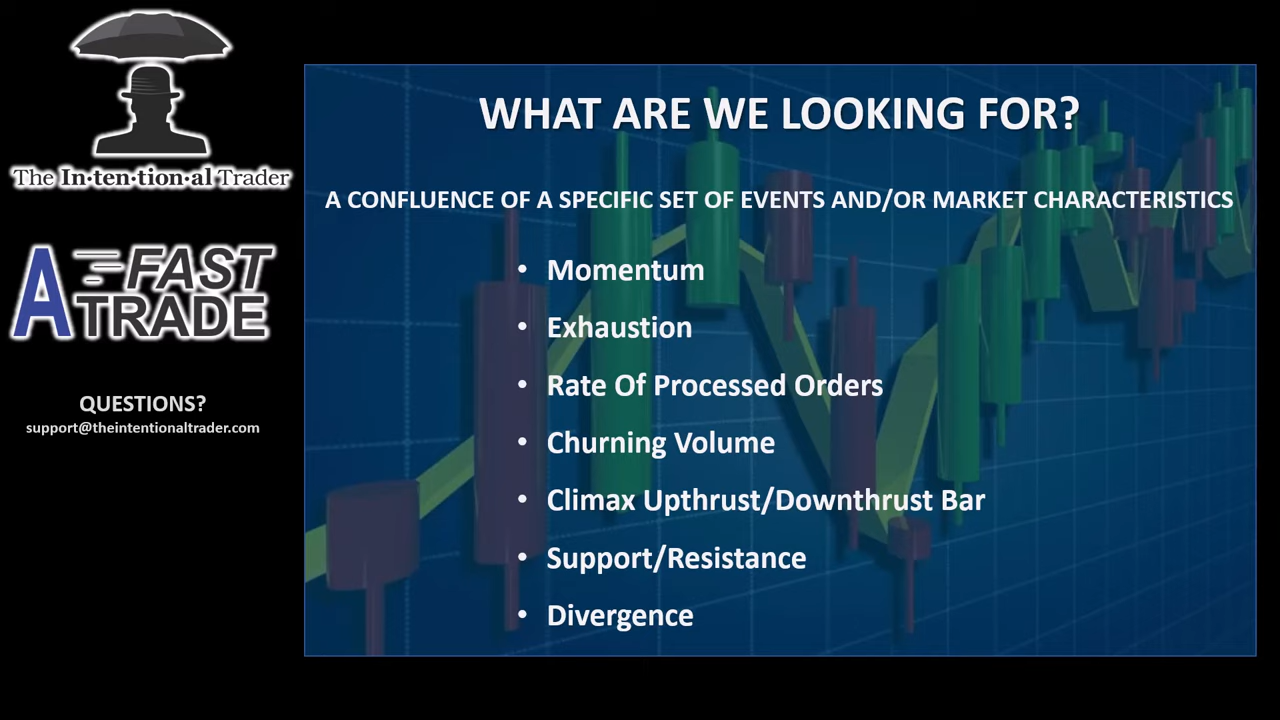 The In·ten·tion·al Trader
A FAST
TRADE
QUESTIONS?
support@theintentionaltrader.com
WHAT ARE WE LOOKING FOR?
A CONFLUENCE OF A SPECIFIC SET OF EVENTS AND/OR MARKET CHARACTERISTICS
• Momentum
• Exhaustion
• Rate Of Processed Orders
• Churning Volume
• Climax Upthrust/Downthrust Bar
• Support/Resistance
• Divergence